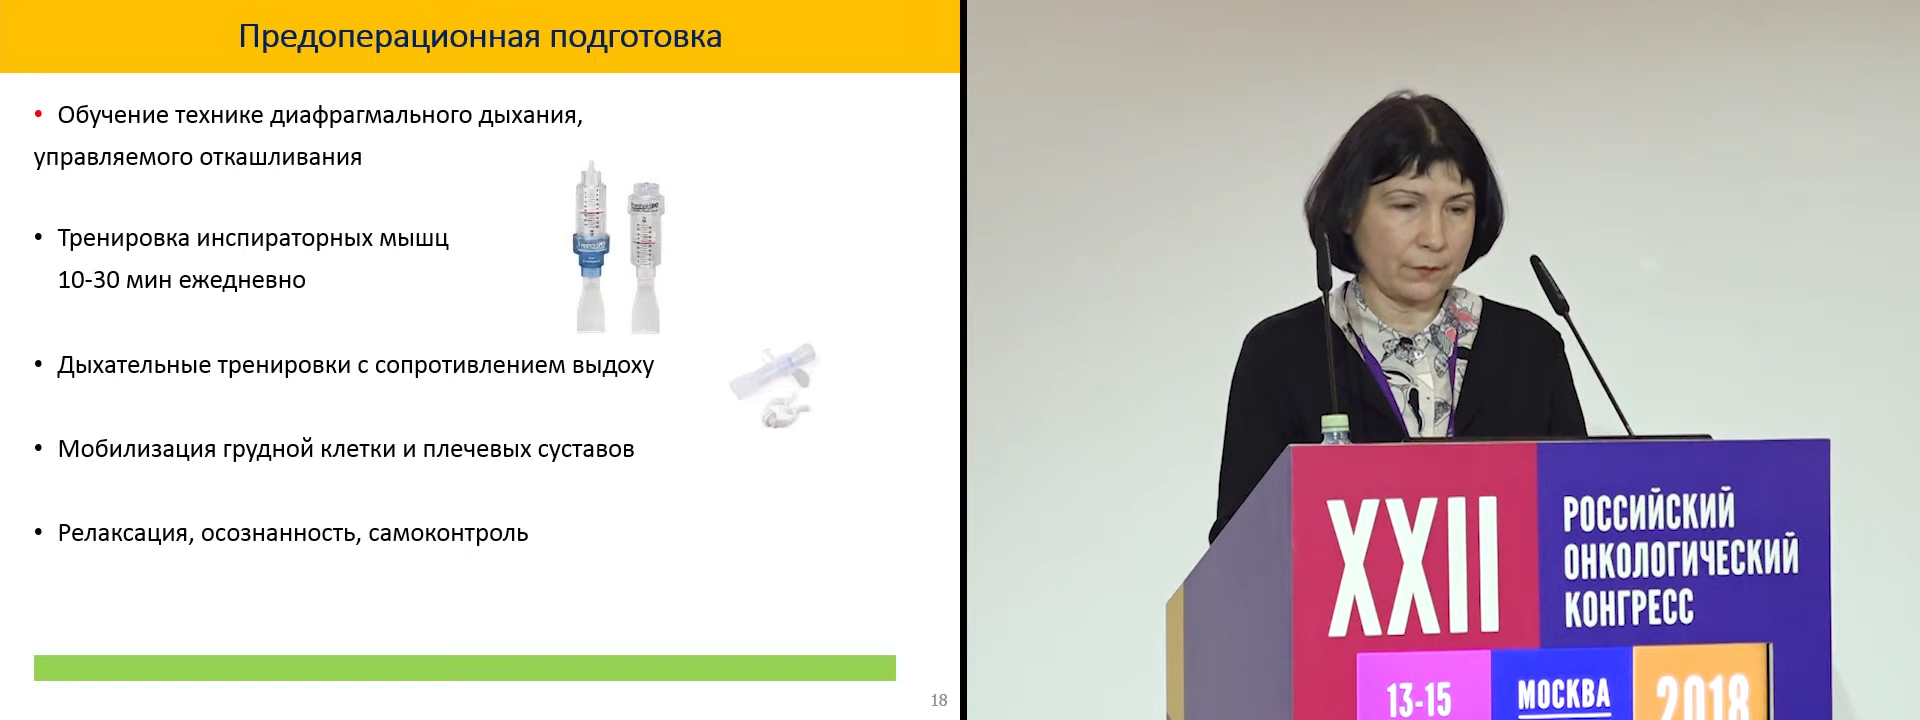 Предоперационная подготовка
• Обучение технике диафрагмального дыхания,
управляемого откашливания
• Тренировка инспираторных мышц
10-30 мин ежедневно
• Дыхательные тренировки с сопротивлением выдоху
• Мобилизация грудной клетки и плечевых суставов
• Релаксация, осознанность, самоконтроль
18
XXII
РОССИЙСКИЙ
ОНКОЛОГИЧЕСКИЙ
КОНГРЕСС
13-15
МОСКВА
2018